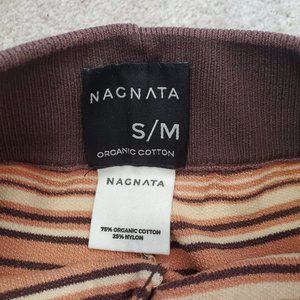 NAGNATA
S/M
ORGANIC COTTON
NAGNATA
75% ORGANIC COTTON
25% NYLON